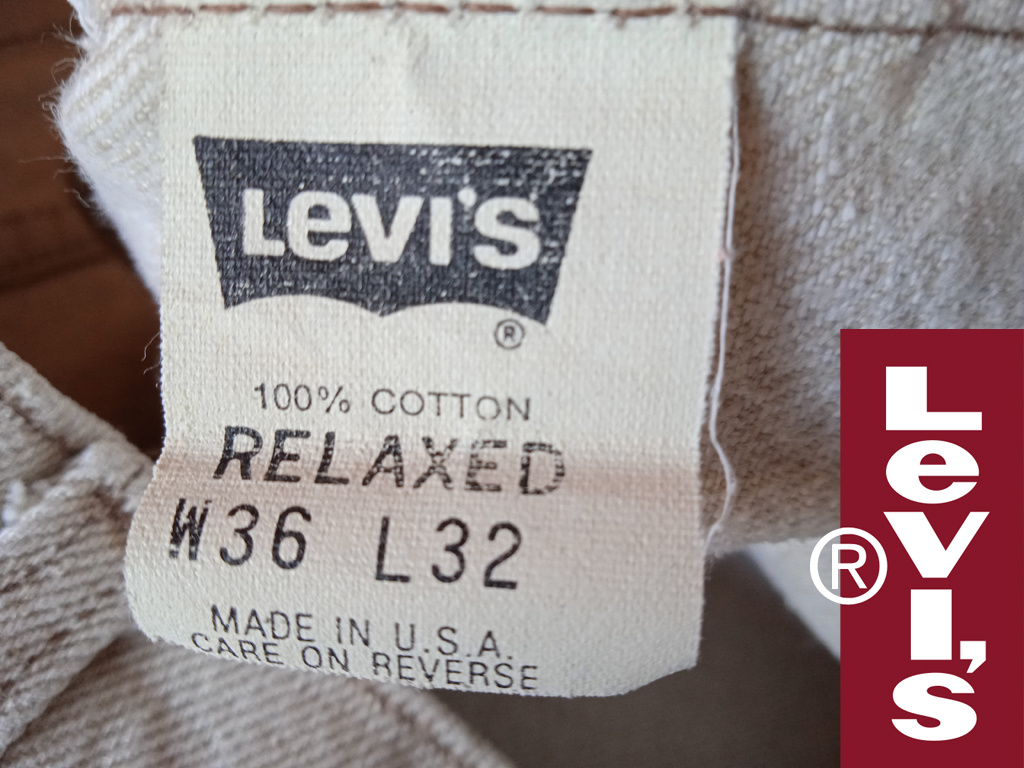 LEVI'S
®
100% COTTON
RELAXED
W36 L32
MADE IN U.S.A.
CARE ON REVERSE
LEVI'S
®